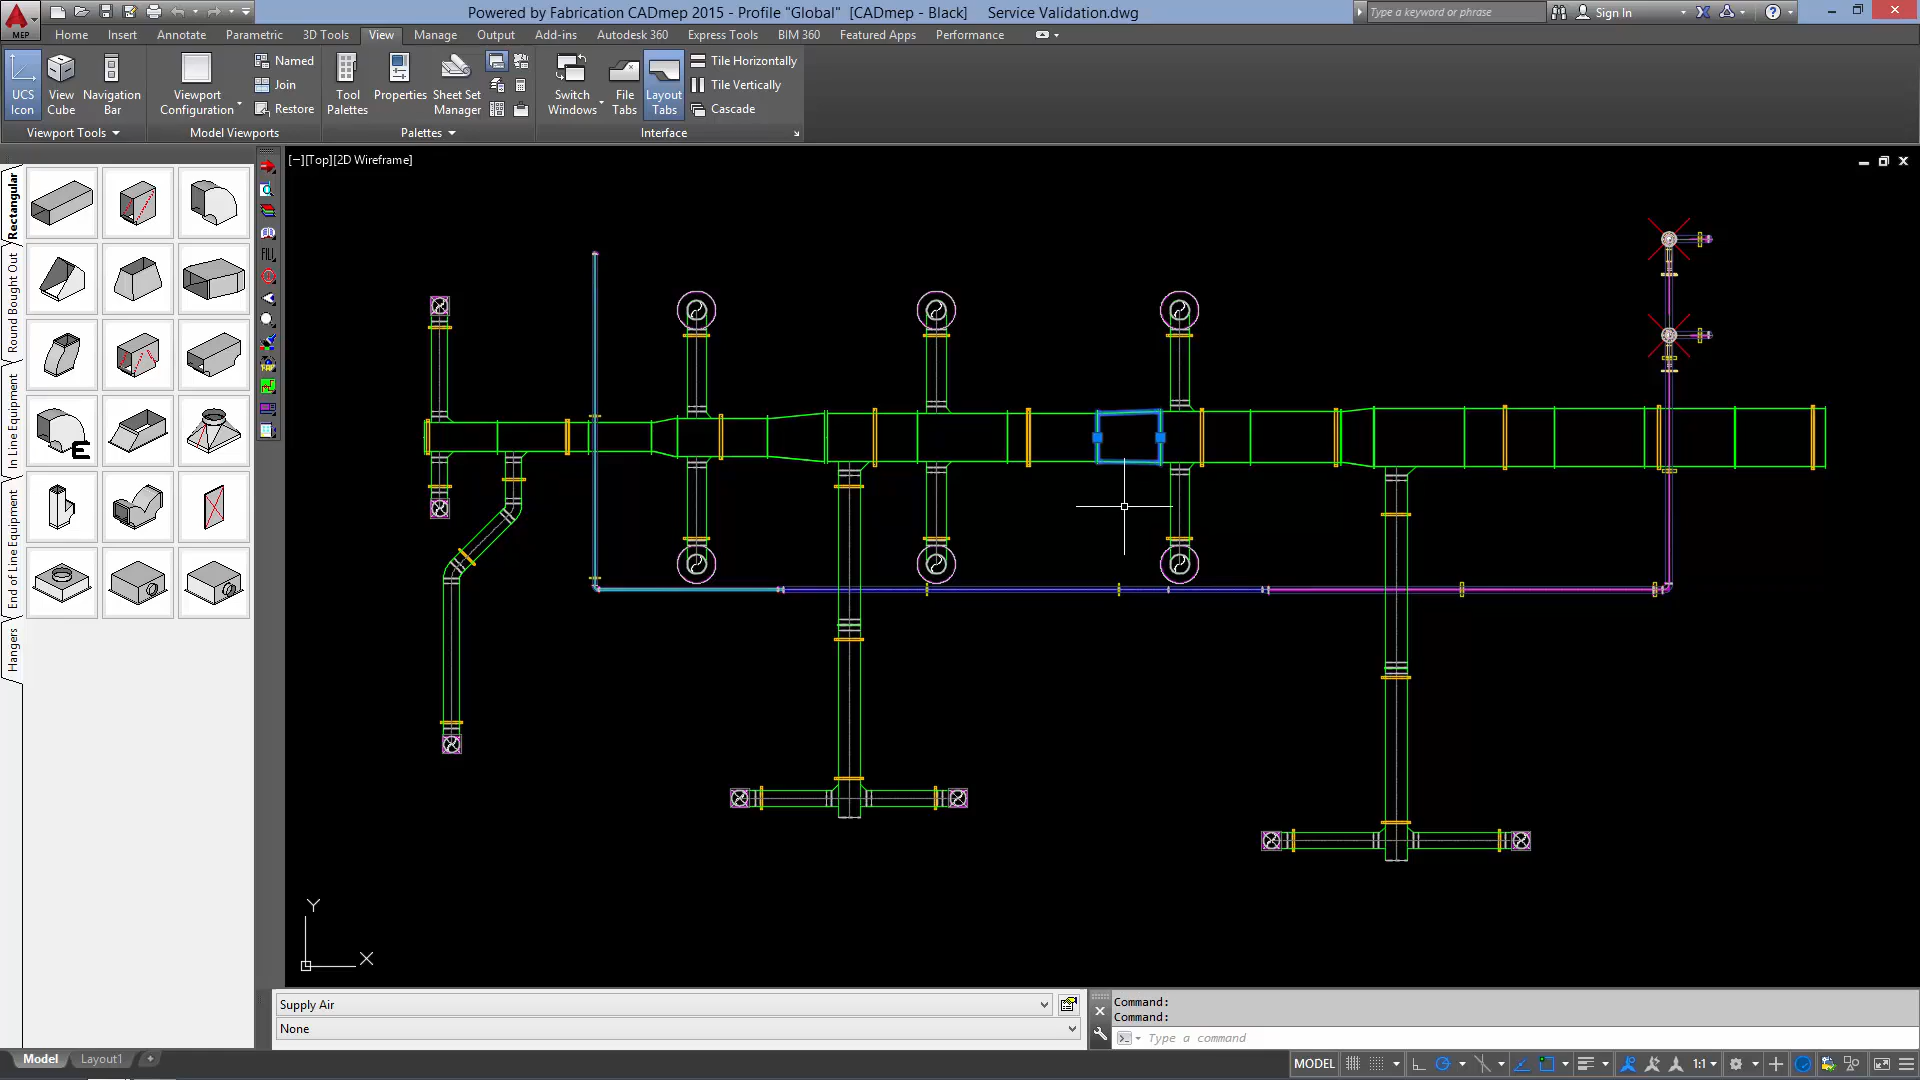 Powered by Fabrication CADmep 2015 - Profile "Global" [CADmep - Black] Service Validation.dwg
Type a keyword or phrase
Sign In
MEP
Home Insert Annotate Parametric 3D Tools View Manage Output Add-ins Autodesk 360 Express Tools BIM 360 Featured Apps Performance
UCS Icon
View Cube
Navigation Bar
Viewport Configuration
Named
Join
Restore
Tool Palettes
Properties
Sheet Set Manager
Switch Windows
File Tabs
Layout Tabs
Tile Horizontally
Tile Vertically
Cascade
Viewport Tools
Model Viewports
Palettes
Interface
[−][Top][2D Wireframe]
Rectangular
Round Bought Out
In Line Equipment
End of Line Equipment
Hangers
FILL
E
Y
X
Supply Air
None
Command:
Command:
Type a command
Model
Layout1
MODEL
1:1